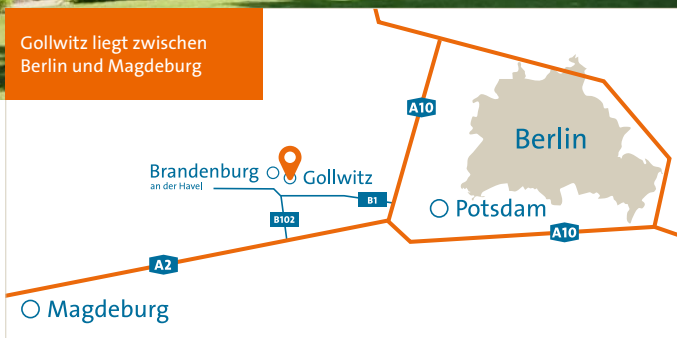 Gollwitz liegt zwischen
Berlin und Magdeburg
A10
Berlin
Brandenburg
an der Havel
Gollwitz
B1
Potsdam
B102
A10
A2
Magdeburg